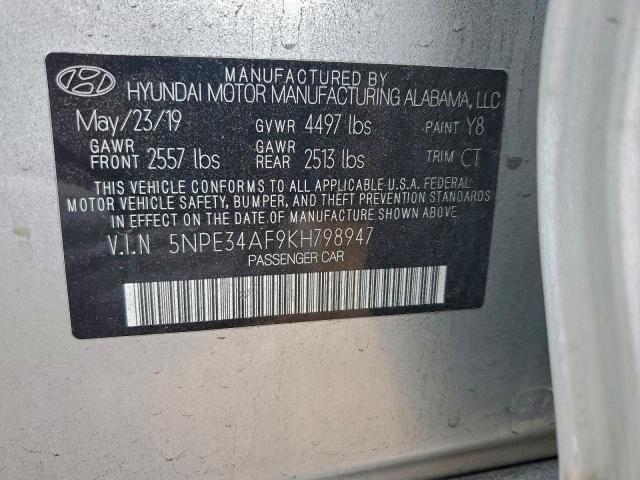 MANUFACTURED BY
HYUNDAI MOTOR MANUFACTURING ALABAMA, LLC
May/23/19 GVWR 4497 lbs PAINT Y8
GAWR FRONT 2557 lbs GAWR REAR 2513 lbs TRIM CT
THIS VEHICLE CONFORMS TO ALL APPLICABLE U.S.A. FEDERAL
MOTOR VEHICLE SAFETY, BUMPER, AND THEFT PREVENTION STANDARDS
IN EFFECT ON THE DATE OF MANUFACTURE SHOWN ABOVE.
V.I.N 5NPE34AF9KH798947
PASSENGER CAR